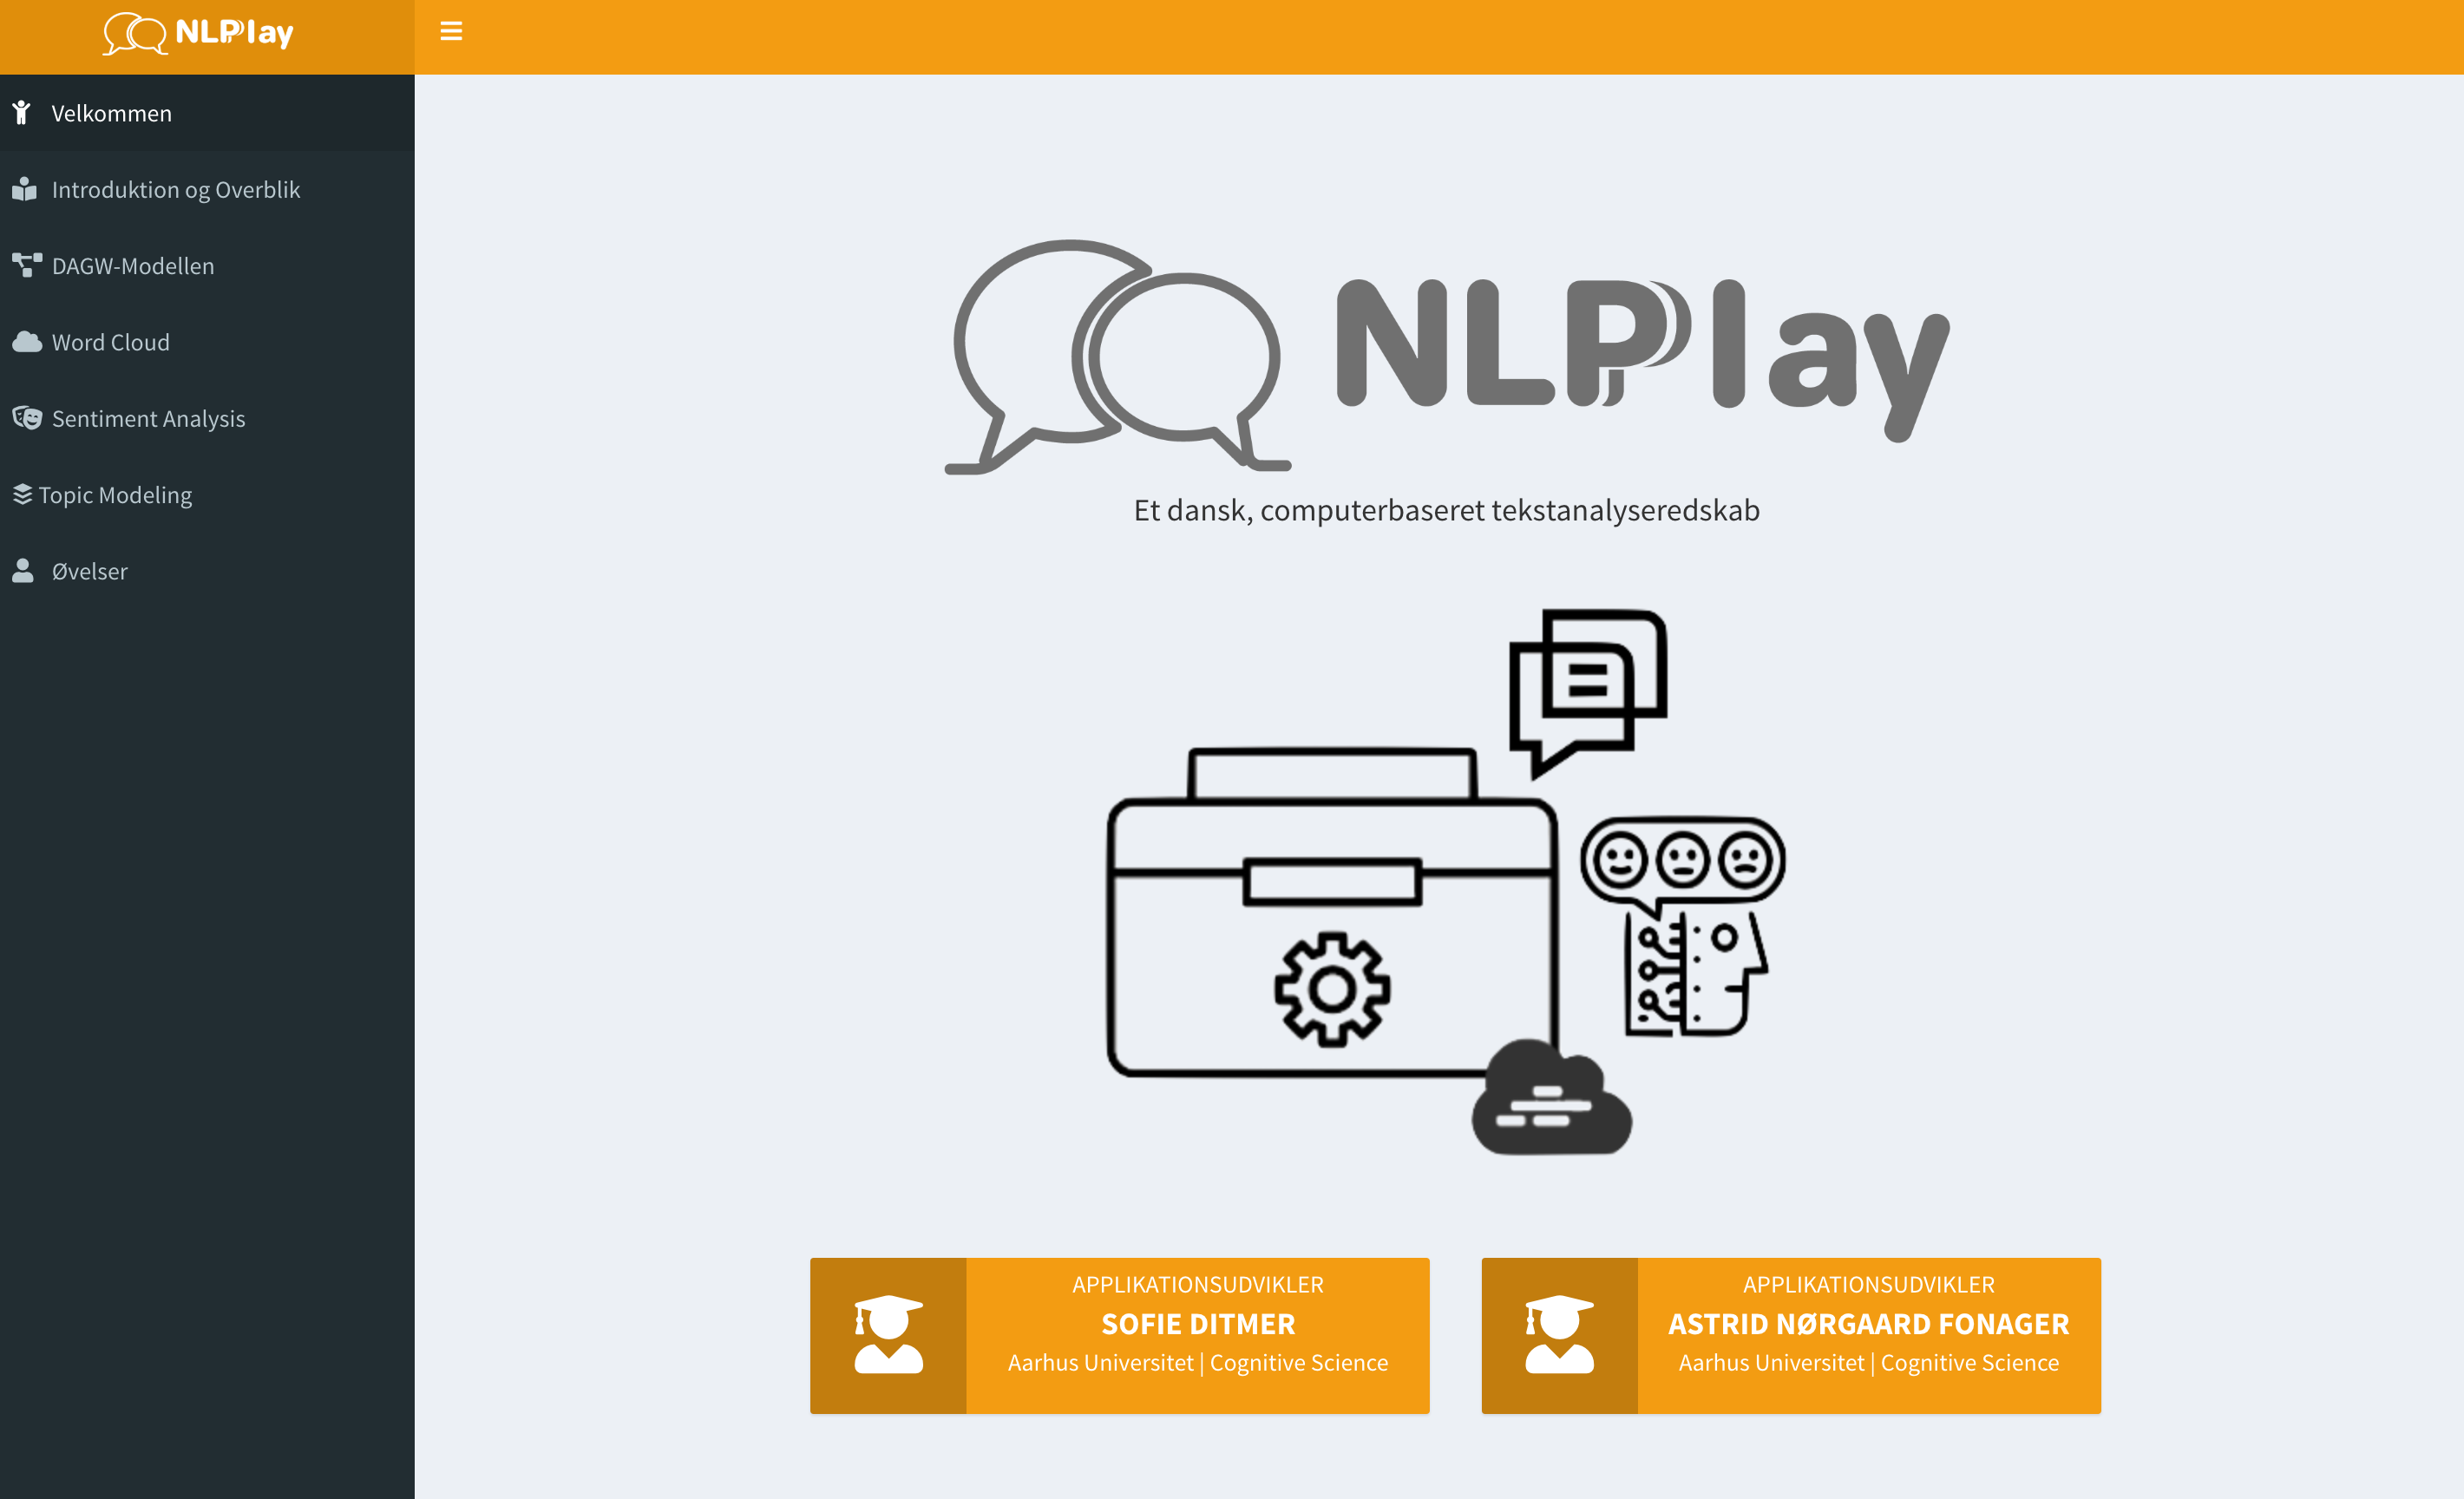 NLPlay
Velkommen
Introduktion og Overblik
DAGW-Modellen
Word Cloud
Sentiment Analysis
Topic Modeling
Øvelser
NLPlay
Et dansk, computerbaseret tekstanalyseredskab
APPLIKATIONSUDVIKLER
SOFIE DITMER
Aarhus Universitet | Cognitive Science
APPLIKATIONSUDVIKLER
ASTRID NØRGAARD FONAGER
Aarhus Universitet | Cognitive Science